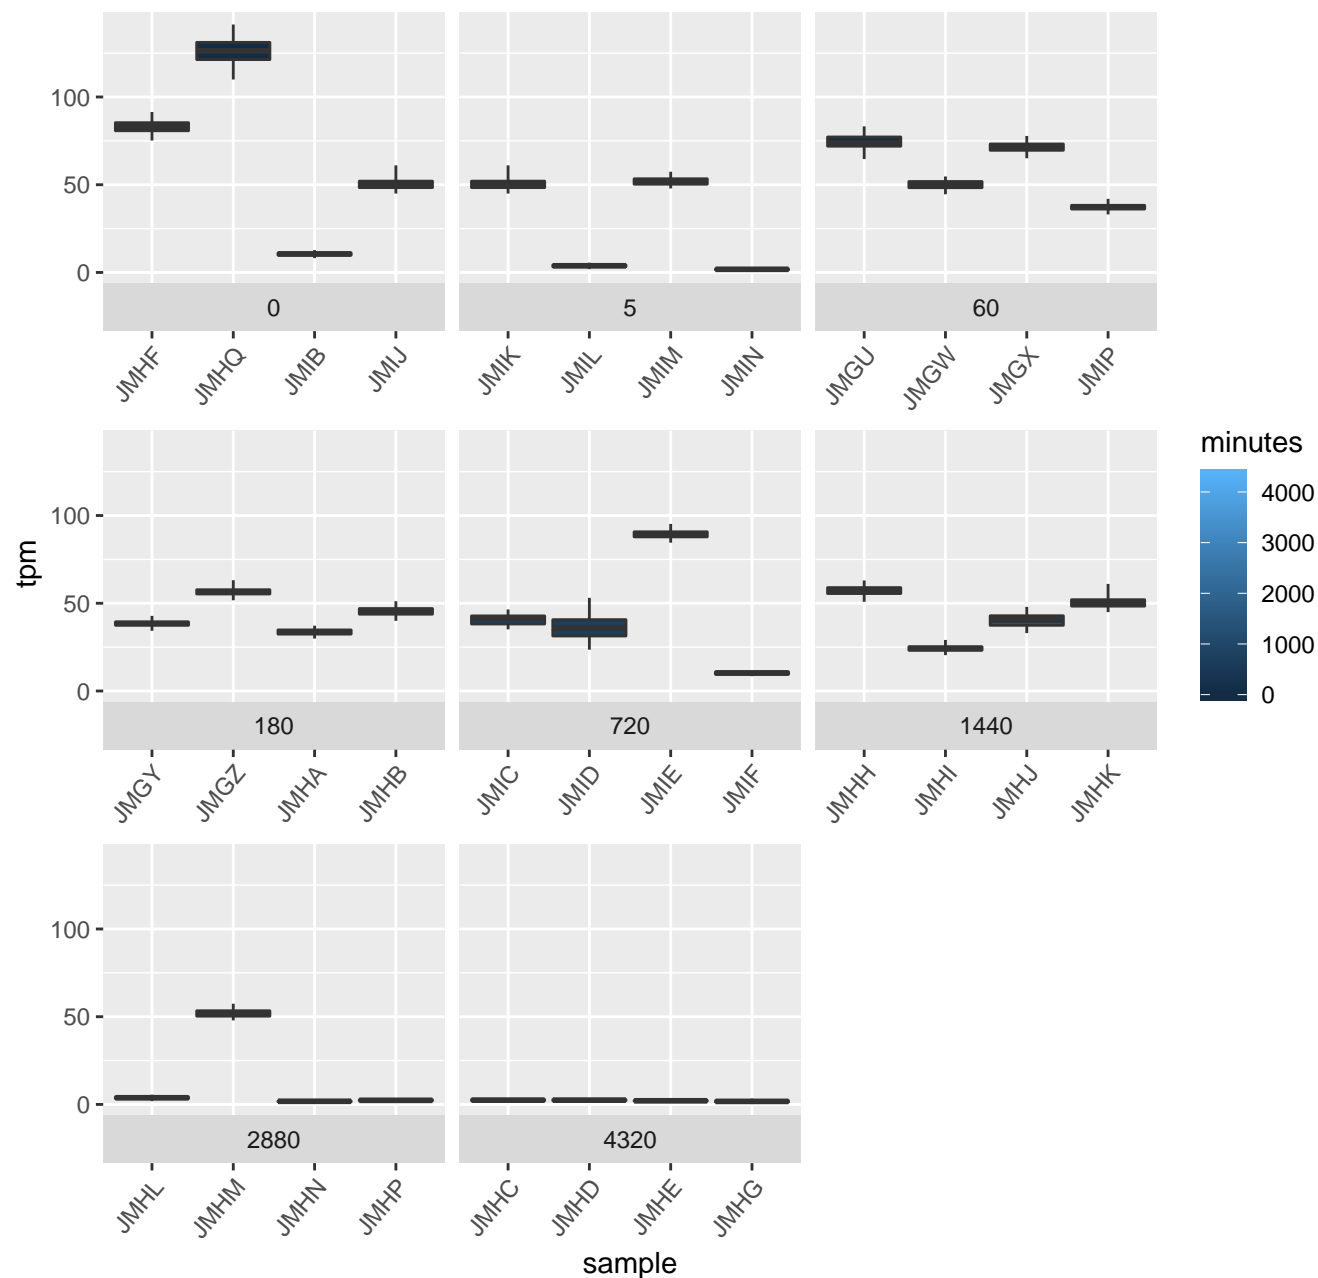 100
50
0
0
5
60
JMHF
JMHQ
JMIB
JMIJ
JMIK
JMIL
JMIM
JMIN
JMGU
JMGW
JMGX
JMIP
tpm
100
50
0
180
720
1440
JMGY
JMGZ
JMHA
JMHB
JMIC
JMID
JMIE
JMIF
JMHH
JMHI
JMHJ
JMHK
minutes
4000
3000
2000
1000
0
100
50
0
2880
4320
JMHL
JMHM
JMHN
JMHP
JMHC
JMHD
JMHE
JMHG
sample